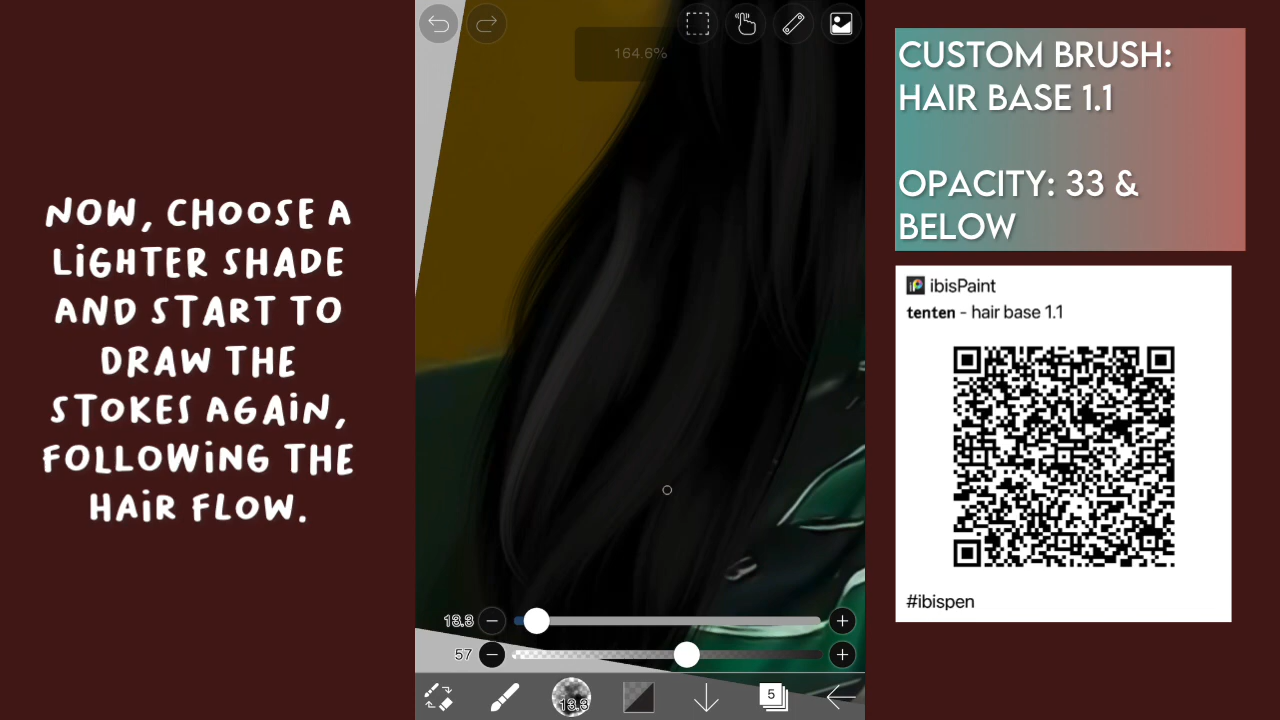 NOW, CHOOSE A
LIGHTER SHADE
AND START TO
DRAW THE
STOKES AGAIN,
FOLLOWING THE
HAIR FLOW.
164.6%
13.3
57
13.3
5
CUSTOM BRUSH:
HAIR BASE 1.1
OPACITY: 33 &
BELOW
ibisPaint
tenten - hair base 1.1
#ibispen